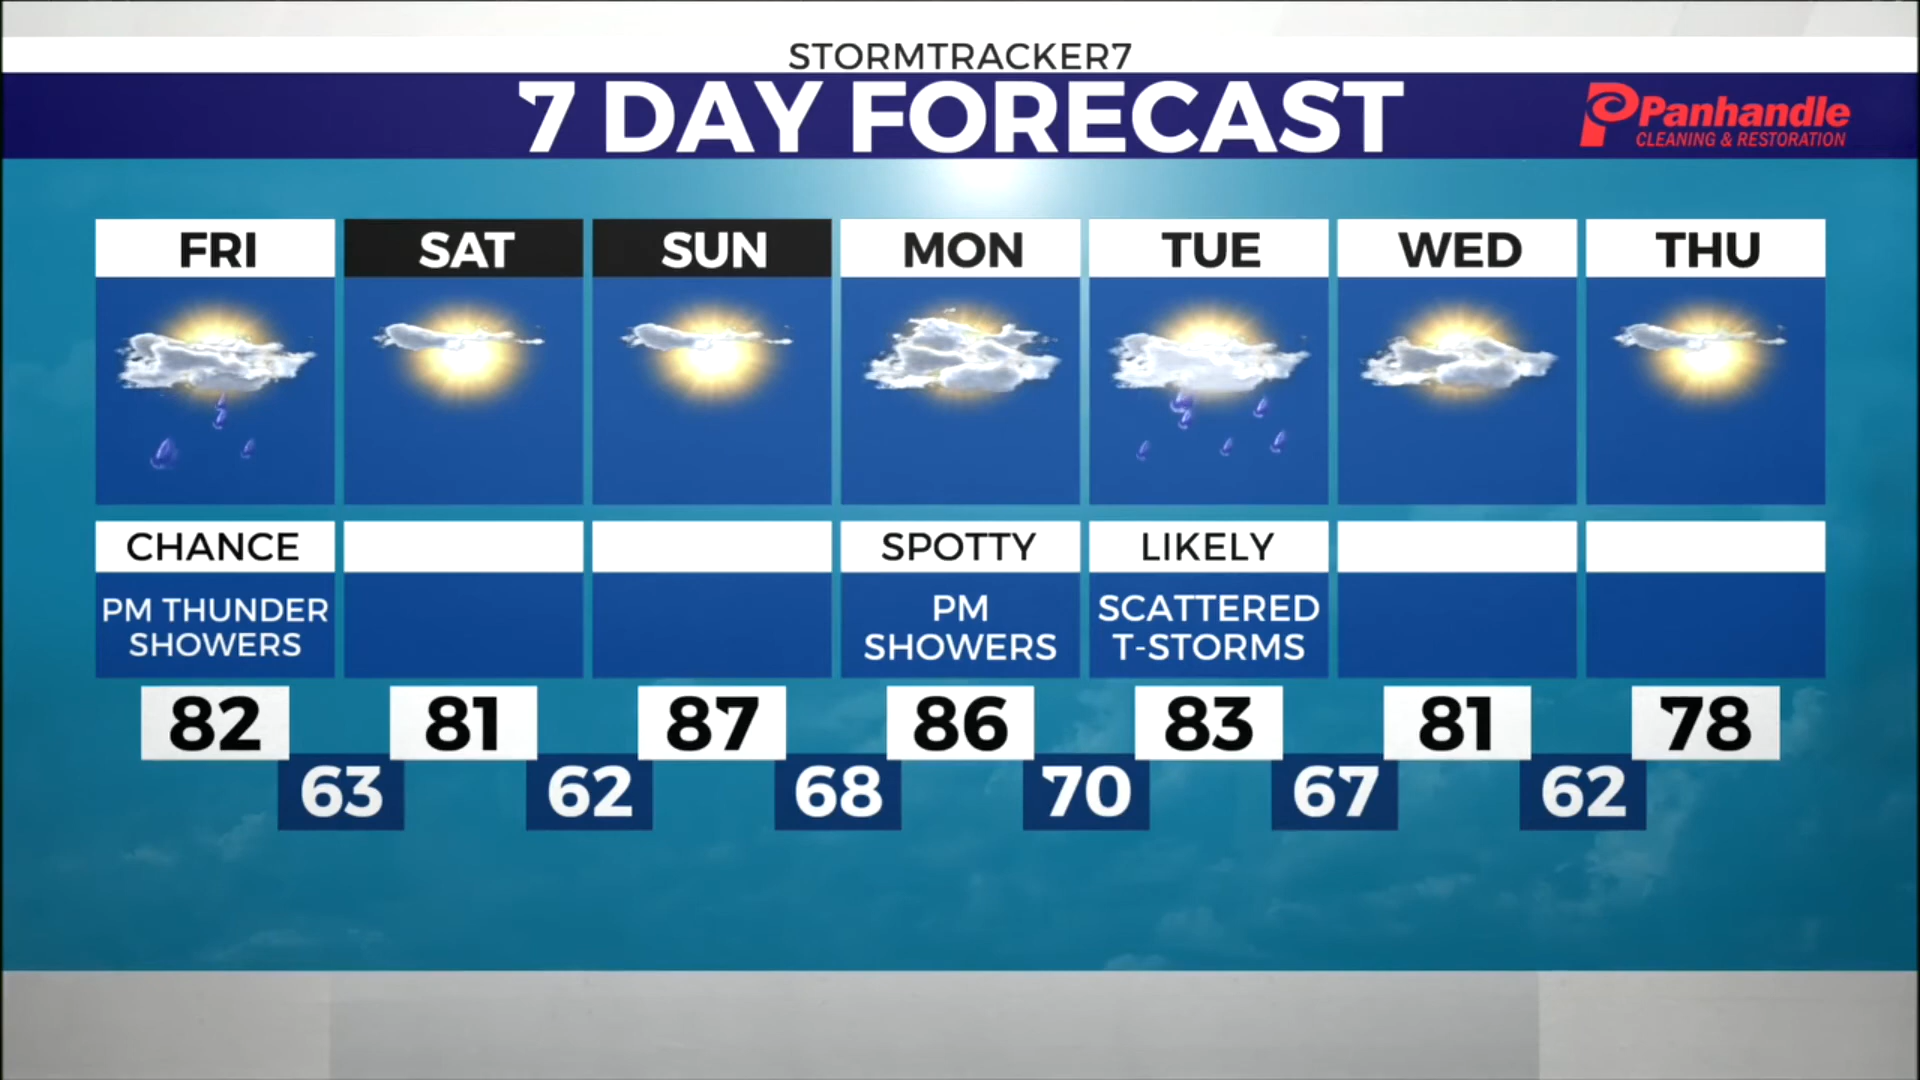 STORMTRACKER7
7 DAY FORECAST
Panhandle
CLEANING & RESTORATION
FRI
SAT
SUN
MON
TUE
WED
THU
CHANCE
SPOTTY
LIKELY
PM THUNDER
SHOWERS
PM
SHOWERS
SCATTERED
T-STORMS
82
81
87
86
83
81
78
63
62
68
70
67
62